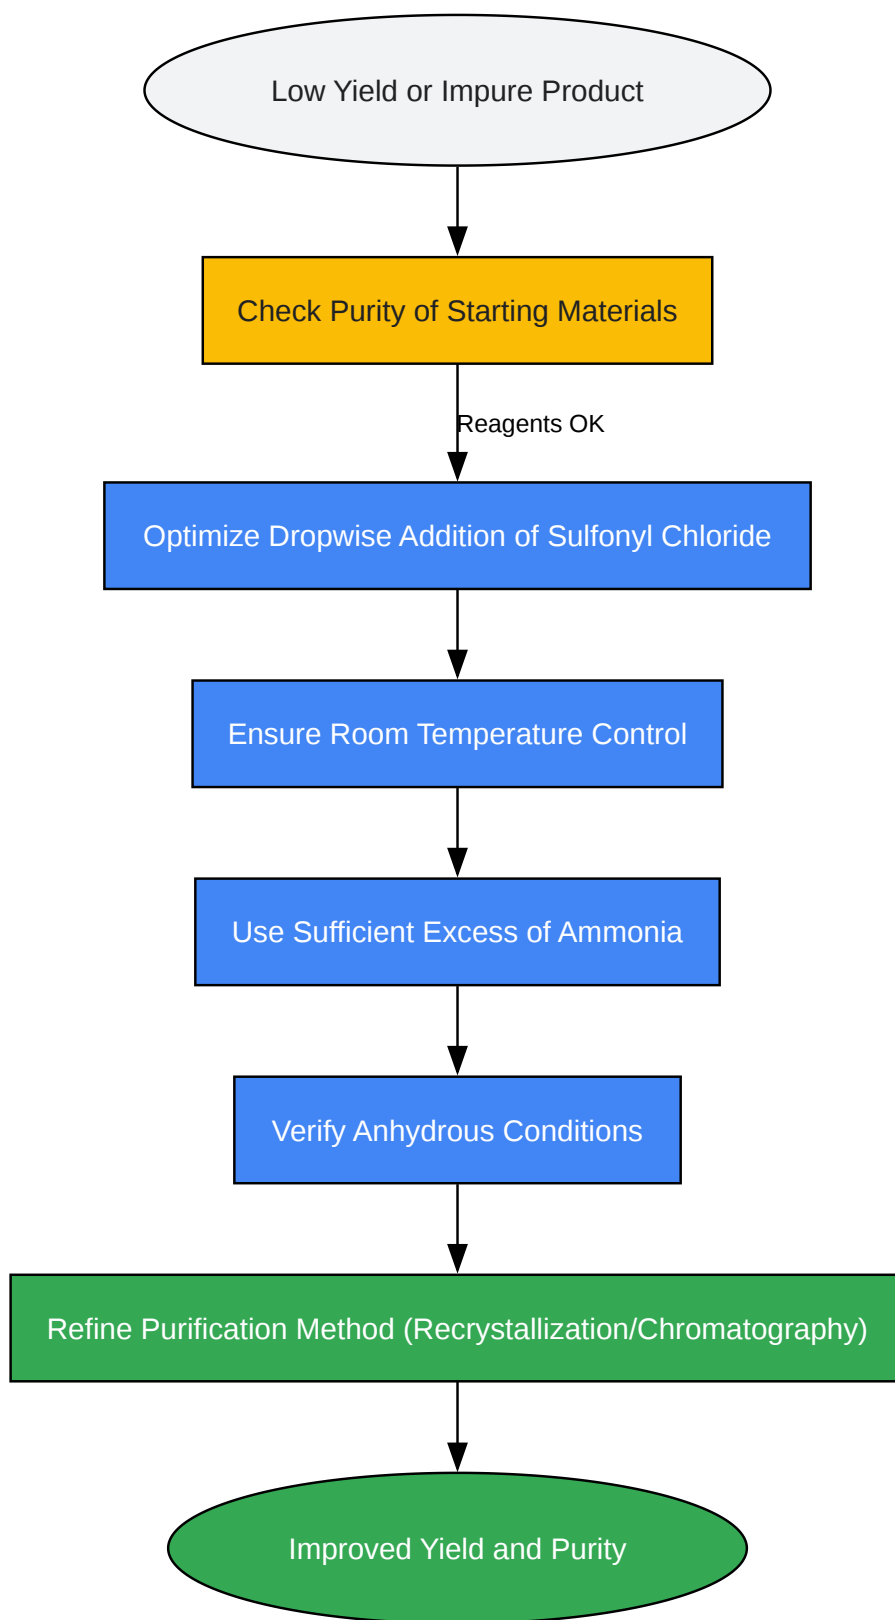 Low Yield or Impure Product
Check Purity of Starting Materials
Reagents OK
Optimize Dropwise Addition of Sulfonyl Chloride
Ensure Room Temperature Control
Use Sufficient Excess of Ammonia
Verify Anhydrous Conditions
Refine Purification Method (Recrystallization/Chromatography)
Improved Yield and Purity